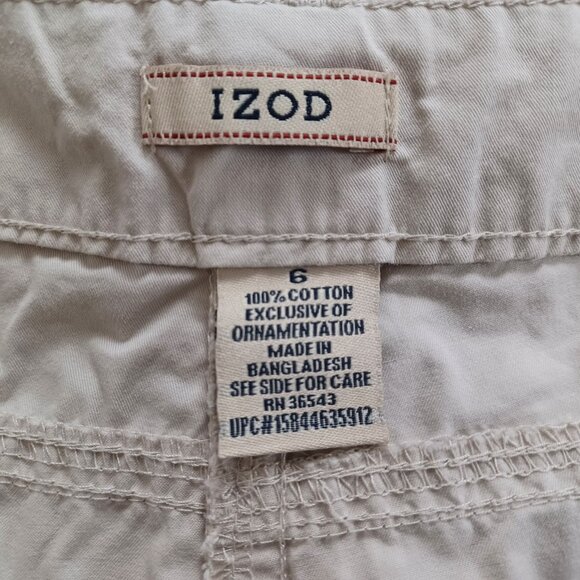 IZOD
6
100% COTTON
EXCLUSIVE OF
ORNAMENTATION
MADE IN
BANGLADESH
SEE SIDE FOR CARE
RN 36543
UPC#15844635912